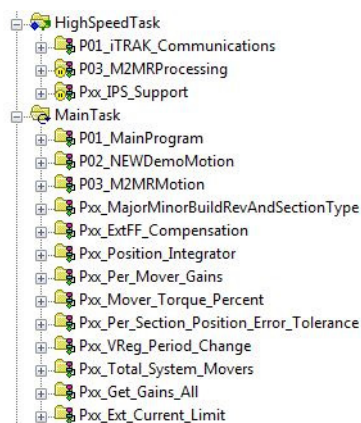 HighSpeedTask
P01_iTRAK_Communications
P03_M2MRProcessing
Pxx_IPS_Support
MainTask
P01_MainProgram
P02_NEWDemoMotion
P03_M2MRMotion
Pxx_MajorMinorBuildRevAndSectionType
Pxx_ExtFF_Compensation
Pxx_Position_Integrator
Pxx_Per_Mover_Gains
Pxx_Mover_Torque_Percent
Pxx_Per_Section_Position_Error_Tolerance
Pxx_VReg_Period_Change
Pxx_Total_System_Movers
Pxx_Get_Gains_All
Pxx_Ext_Current_Limit